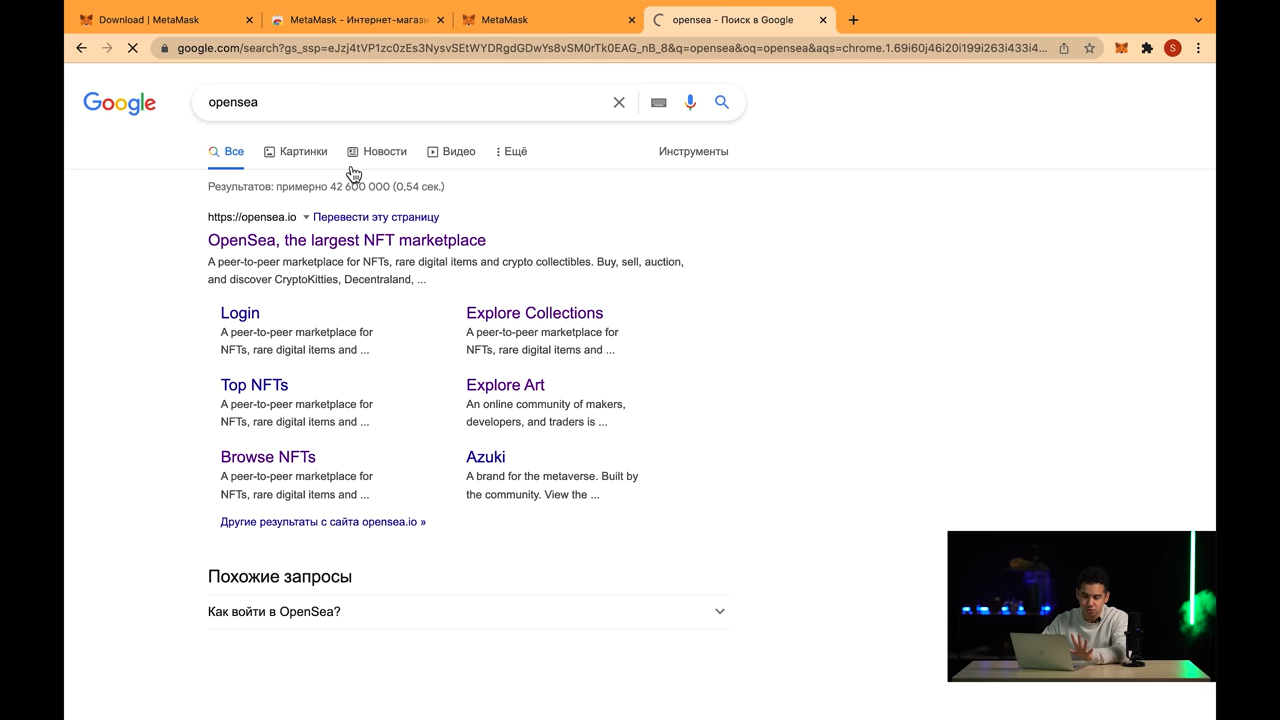 Download | MetaMask
MetaMask - Интернет-магази
MetaMask
opensea - Поиск в Google
google.com/search?gs_ssp=eJzj4tVP1zc0zEs3NysvSEtWYDRgdGDwYs8vSM0rTk0EAG_nB_8&q=opensea&oq=opensea&aqs=chrome.1.69i60j46i20i199i263i433i4...
S
Google
opensea
Все
Картинки
Новости
Видео
Ещё
Инструменты
Результатов: примерно 42 600 000 (0,54 сек.)
https://opensea.io
Перевести эту страницу
OpenSea, the largest NFT marketplace
A peer-to-peer marketplace for NFTs, rare digital items and crypto collectibles. Buy, sell, auction,
and discover CryptoKitties, Decentraland, ...
Login
A peer-to-peer marketplace for
NFTs, rare digital items and ...
Explore Collections
A peer-to-peer marketplace for
NFTs, rare digital items and ...
Top NFTs
A peer-to-peer marketplace for
NFTs, rare digital items and ...
Explore Art
An online community of makers,
developers, and traders is ...
Browse NFTs
A peer-to-peer marketplace for
NFTs, rare digital items and ...
Azuki
A brand for the metaverse. Built by
the community. View the ...
Другие результаты с сайта opensea.io »
Похожие запросы
Как войти в OpenSea?